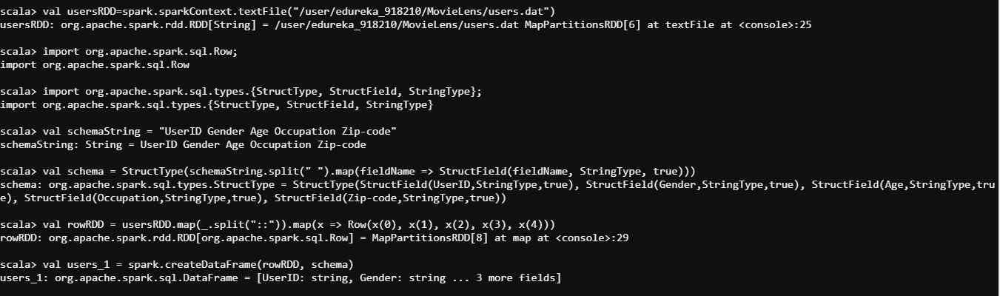 scala> val usersRDD=spark.sparkContext.textFile("/user/edureka_918210/MovieLens/users.dat")
usersRDD: org.apache.spark.rdd.RDD[String] = /user/edureka_918210/MovieLens/users.dat MapPartitionsRDD[6] at textFile at <console>:25
scala> import org.apache.spark.sql.Row;
import org.apache.spark.sql.Row
scala> import org.apache.spark.sql.types.{StructType, StructField, StringType};
import org.apache.spark.sql.types.{StructType, StructField, StringType}
scala> val schemaString = "UserID Gender Age Occupation Zip-code"
schemaString: String = UserID Gender Age Occupation Zip-code
scala> val schema = StructType(schemaString.split(" ").map(fieldName => StructField(fieldName, StringType, true)))
schema: org.apache.spark.sql.types.StructType = StructType(StructField(UserID,StringType,true), StructField(Gender,StringType,true), StructField(Age,StringType,tru
e), StructField(Occupation,StringType,true), StructField(Zip-code,StringType,true))
scala> val rowRDD = usersRDD.map(_.split("::")).map(x => Row(x(0), x(1), x(2), x(3), x(4)))
rowRDD: org.apache.spark.rdd.RDD[org.apache.spark.sql.Row] = MapPartitionsRDD[8] at map at <console>:29
scala> val users_1 = spark.createDataFrame(rowRDD, schema)
users_1: org.apache.spark.sql.DataFrame = [UserID: string, Gender: string ... 3 more fields]